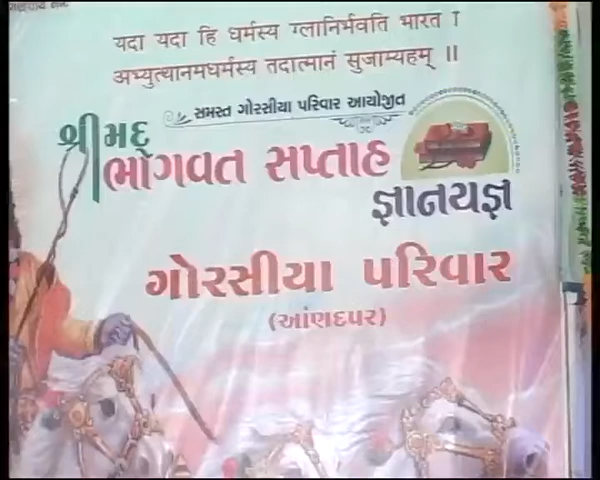 यदा यदा हि धर्मस्य ग्लानिर्भवति भारत ।
अभ्युत्थानमधर्मस्य तदात्मानं सुजाम्यहम् ॥
સમસ્ત ગોરસીયા પરિવાર આયોજીત
શ્રીમદ્
ભાગવત સપ્તાહ
જ્ઞાનયજ્ઞ
ગોરસીયા પરિવાર
(આંણદપર)